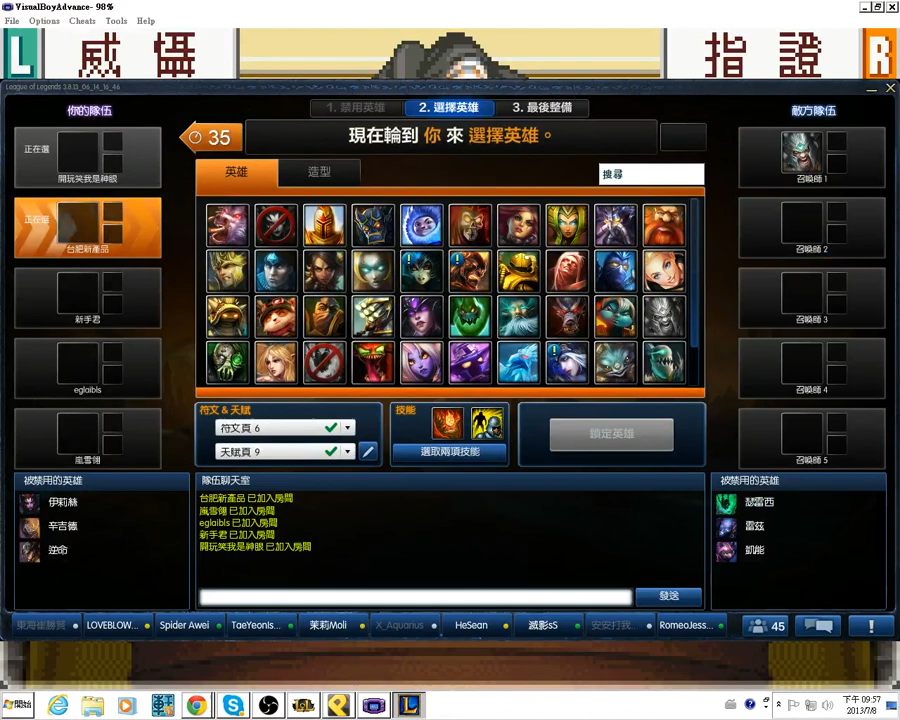 VisualBoyAdvance- 98%
File Options Cheats Tools Help
L 威懾 指證 R
League of Legends 3.8.13_06_14_16_46
你的隊伍
1. 禁用英雄 2. 選擇英雄 3. 最後整備
敵方隊伍
35
現在輪到 你 來 選擇英雄。
正在選
開玩笑我是神眼
召喚師 1
英雄 造型
搜尋
正在選
台肥新產品
召喚師 2
新手君
召喚師 3
eglaibls
召喚師 4
嵐雪翎
召喚師 5
符文 & 天賦
符文頁 6
天賦頁 9
技能
選取兩項技能
鎖定英雄
被禁用的英雄
伊莉絲
辛吉德
逆命
隊伍聊天室
台肥新產品 已加入房間
嵐雪翎 已加入房間
eglaibls 已加入房間
新手君 已加入房間
開玩笑我是神眼 已加入房間
發送
被禁用的英雄
瑟雷西
雷茲
凱能
LOVEBLOW... Spider Awei TaeYeonis... 茉莉Moli X_Aquarius HeSean 滅影sS 安安打我... RomeoJess... 45
開始
下午 09:57
2013/7/8